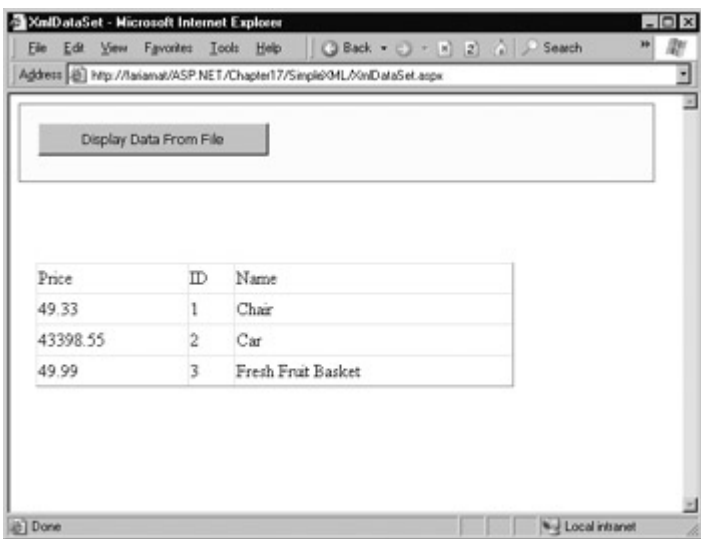 XmlDataSet - Microsoft Internet Explorer
File Edit View Favorites Tools Help Back Search »
Address http://fariamat/ASP.NET/Chapter17/SimpleXML/XmlDataSet.aspx
Display Data From File
Price ID Name
49.33 1 Chair
43398.55 2 Car
49.99 3 Fresh Fruit Basket
Done Local intranet